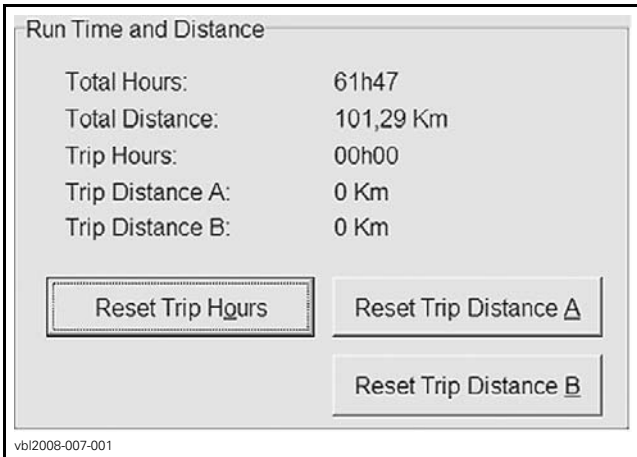 Run Time and Distance
Total Hours: 61h47
Total Distance: 101,29 Km
Trip Hours: 00h00
Trip Distance A: 0 Km
Trip Distance B: 0 Km
Reset Trip Hours Reset Trip Distance A
Reset Trip Distance B
vbl2008-007-001